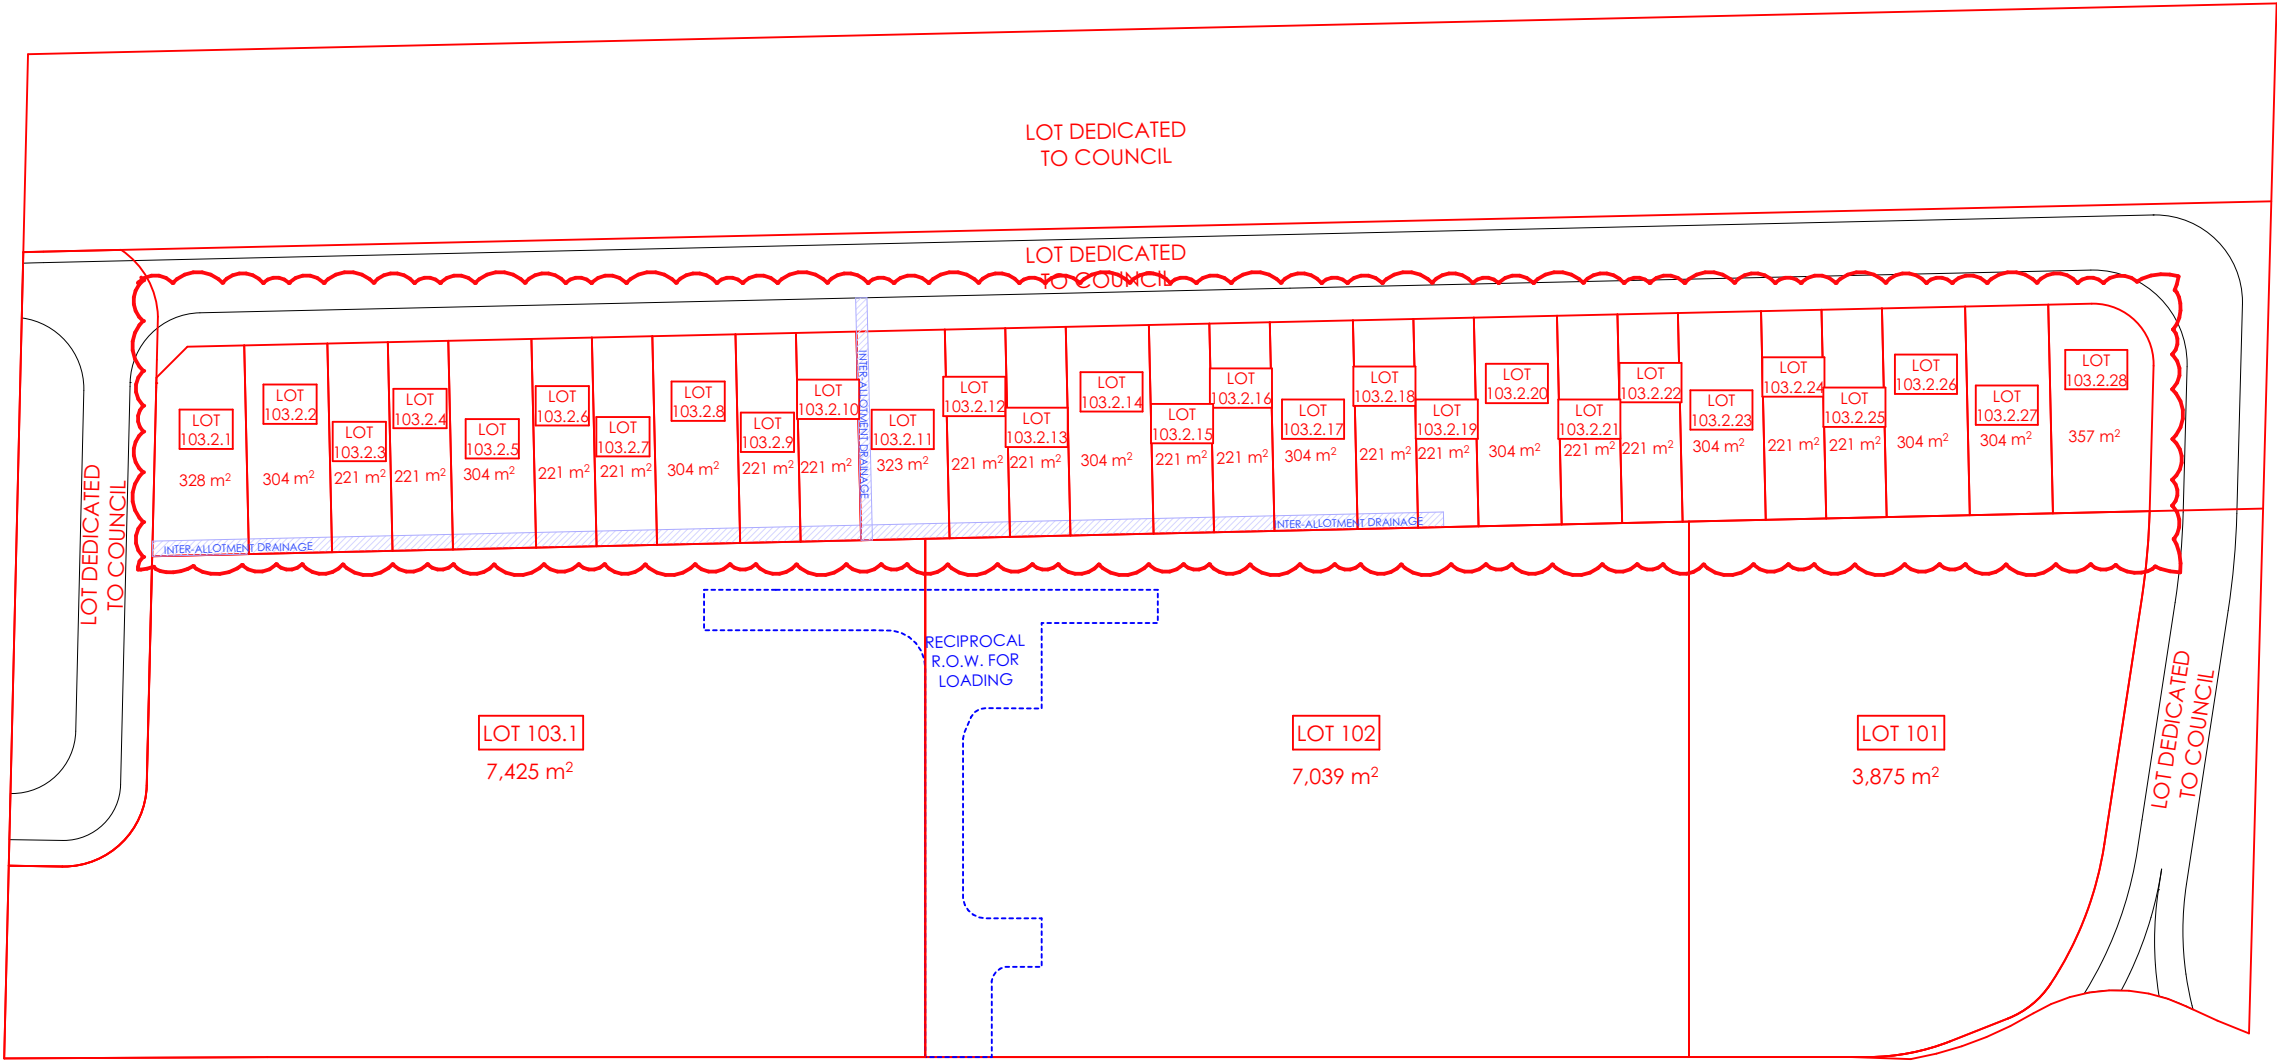 LOT DEDICATED
TO COUNCIL
LOT DEDICATED
TO COUNCIL
LOT
103.2.1
328 m²
LOT
103.2.2
304 m²
LOT
103.2.3
221 m²
LOT
103.2.4
221 m²
LOT
103.2.5
304 m²
LOT
103.2.6
221 m²
LOT
103.2.7
221 m²
LOT
103.2.8
304 m²
LOT
103.2.9
221 m²
LOT
103.2.10
221 m²
INTER-ALLOTMENT DRAINAGE
LOT
103.2.11
323 m²
LOT
103.2.12
221 m²
LOT
103.2.13
221 m²
LOT
103.2.14
304 m²
LOT
103.2.15
221 m²
LOT
103.2.16
221 m²
LOT
103.2.17
304 m²
LOT
103.2.18
221 m²
LOT
103.2.19
221 m²
LOT
103.2.20
304 m²
LOT
103.2.21
221 m²
LOT
103.2.22
221 m²
LOT
103.2.23
304 m²
LOT
103.2.24
221 m²
LOT
103.2.25
221 m²
LOT
103.2.26
304 m²
LOT
103.2.27
304 m²
LOT
103.2.28
357 m²
INTER-ALLOTMENT DRAINAGE
INTER-ALLOTMENT DRAINAGE
LOT DEDICATED
TO COUNCIL
RECIPROCAL
R.O.W. FOR
LOADING
LOT 103.1
7,425 m²
LOT 102
7,039 m²
LOT 101
3,875 m²
LOT DEDICATED
TO COUNCIL